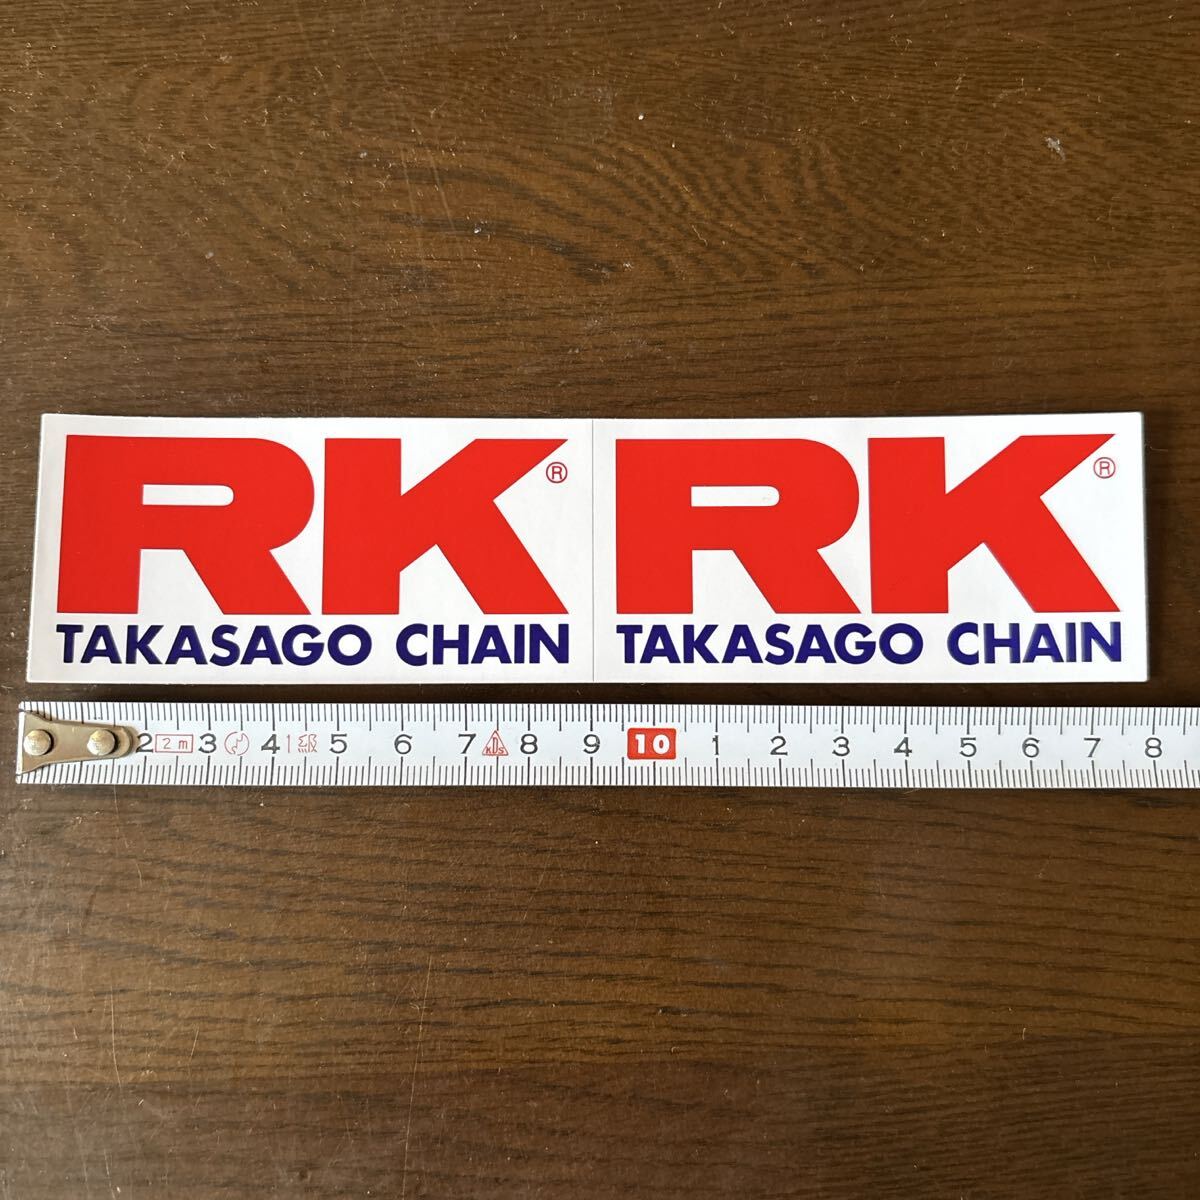 RK® RK®
TAKASAGO CHAIN TAKASAGO CHAIN
2 2m 3 4 1級 5 6 7 KDS 8 9 10 1 2 3 4 5 6 7 8